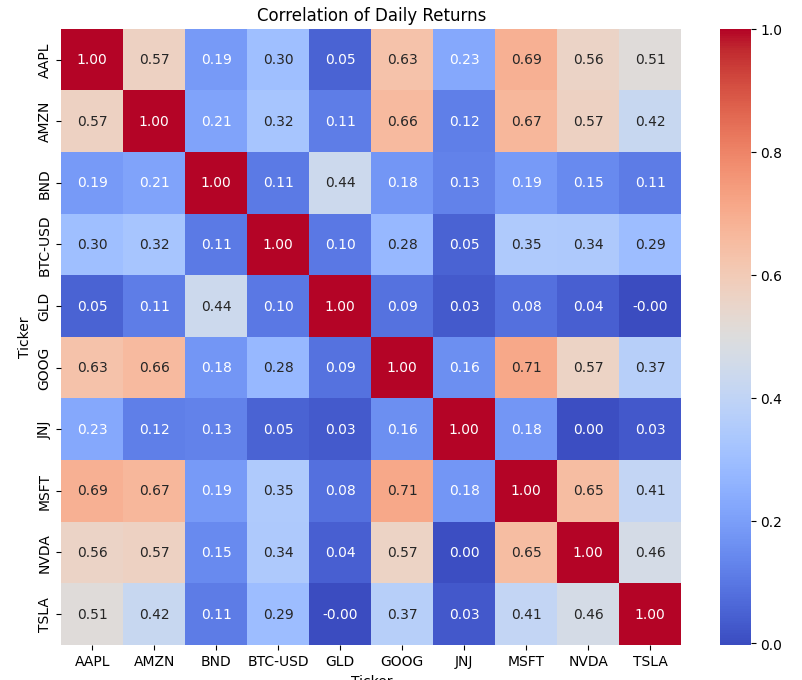 Correlation of Daily Returns
AAPL 1.00 0.57 0.19 0.30 0.05 0.63 0.23 0.69 0.56 0.51
AMZN 0.57 1.00 0.21 0.32 0.11 0.66 0.12 0.67 0.57 0.42
BND 0.19 0.21 1.00 0.11 0.44 0.18 0.13 0.19 0.15 0.11
BTC-USD 0.30 0.32 0.11 1.00 0.10 0.28 0.05 0.35 0.34 0.29
GLD 0.05 0.11 0.44 0.10 1.00 0.09 0.03 0.08 0.04 -0.00
GOOG 0.63 0.66 0.18 0.28 0.09 1.00 0.16 0.71 0.57 0.37
JNJ 0.23 0.12 0.13 0.05 0.03 0.16 1.00 0.18 0.00 0.03
MSFT 0.69 0.67 0.19 0.35 0.08 0.71 0.18 1.00 0.65 0.41
NVDA 0.56 0.57 0.15 0.34 0.04 0.57 0.00 0.65 1.00 0.46
TSLA 0.51 0.42 0.11 0.29 -0.00 0.37 0.03 0.41 0.46 1.00
AAPL AMZN BND BTC-USD GLD GOOG JNJ MSFT NVDA TSLA
Ticker
Ticker
1.0
0.8
0.6
0.4
0.2
0.0